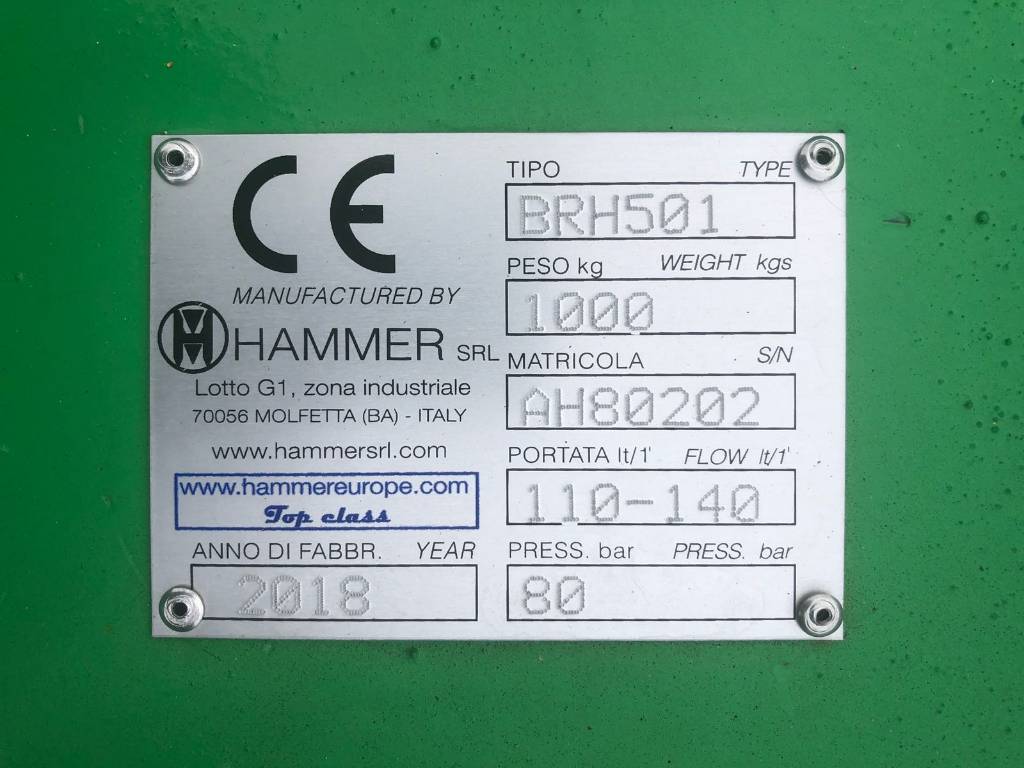 CE
MANUFACTURED BY
HAMMER SRL
Lotto G1, zona industriale
70056 MOLFETTA (BA) - ITALY
www.hammersrl.com
www.hammereurope.com
Top class
ANNO DI FABBR. YEAR
2018
TIPO TYPE
BRH501
PESO kg WEIGHT kgs
1000
MATRICOLA S/N
AH80202
PORTATA lt/1' FLOW lt/1'
110-140
PRESS. bar PRESS. bar
80